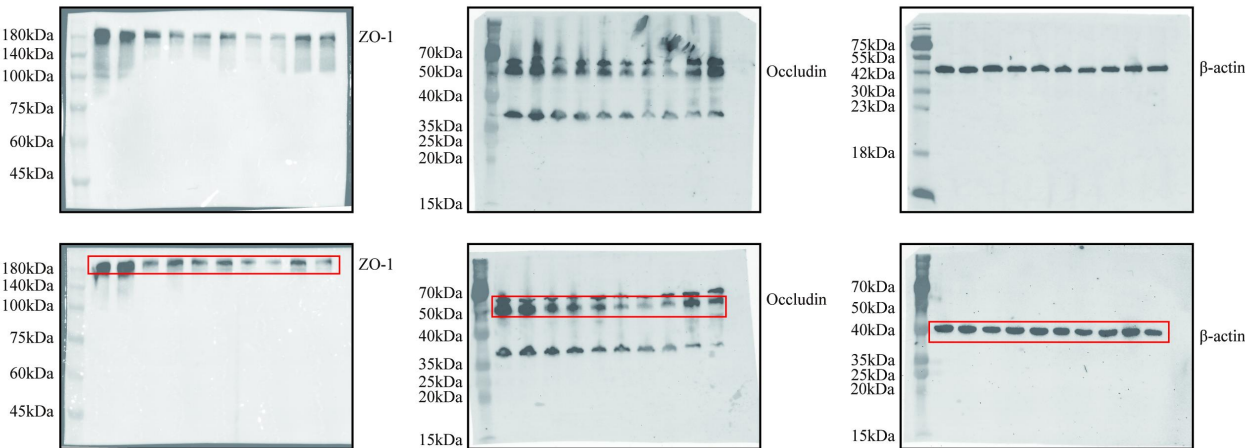 180kDa
140kDa
100kDa
75kDa
60kDa
45kDa
ZO-1
70kDa
50kDa
40kDa
35kDa
25kDa
20kDa
15kDa
Occludin
75kDa
55kDa
42kDa
30kDa
23kDa
18kDa
β-actin
180kDa
140kDa
100kDa
75kDa
60kDa
45kDa
ZO-1
70kDa
50kDa
40kDa
35kDa
25kDa
20kDa
15kDa
Occludin
70kDa
50kDa
40kDa
35kDa
25kDa
20kDa
15kDa
β-actin